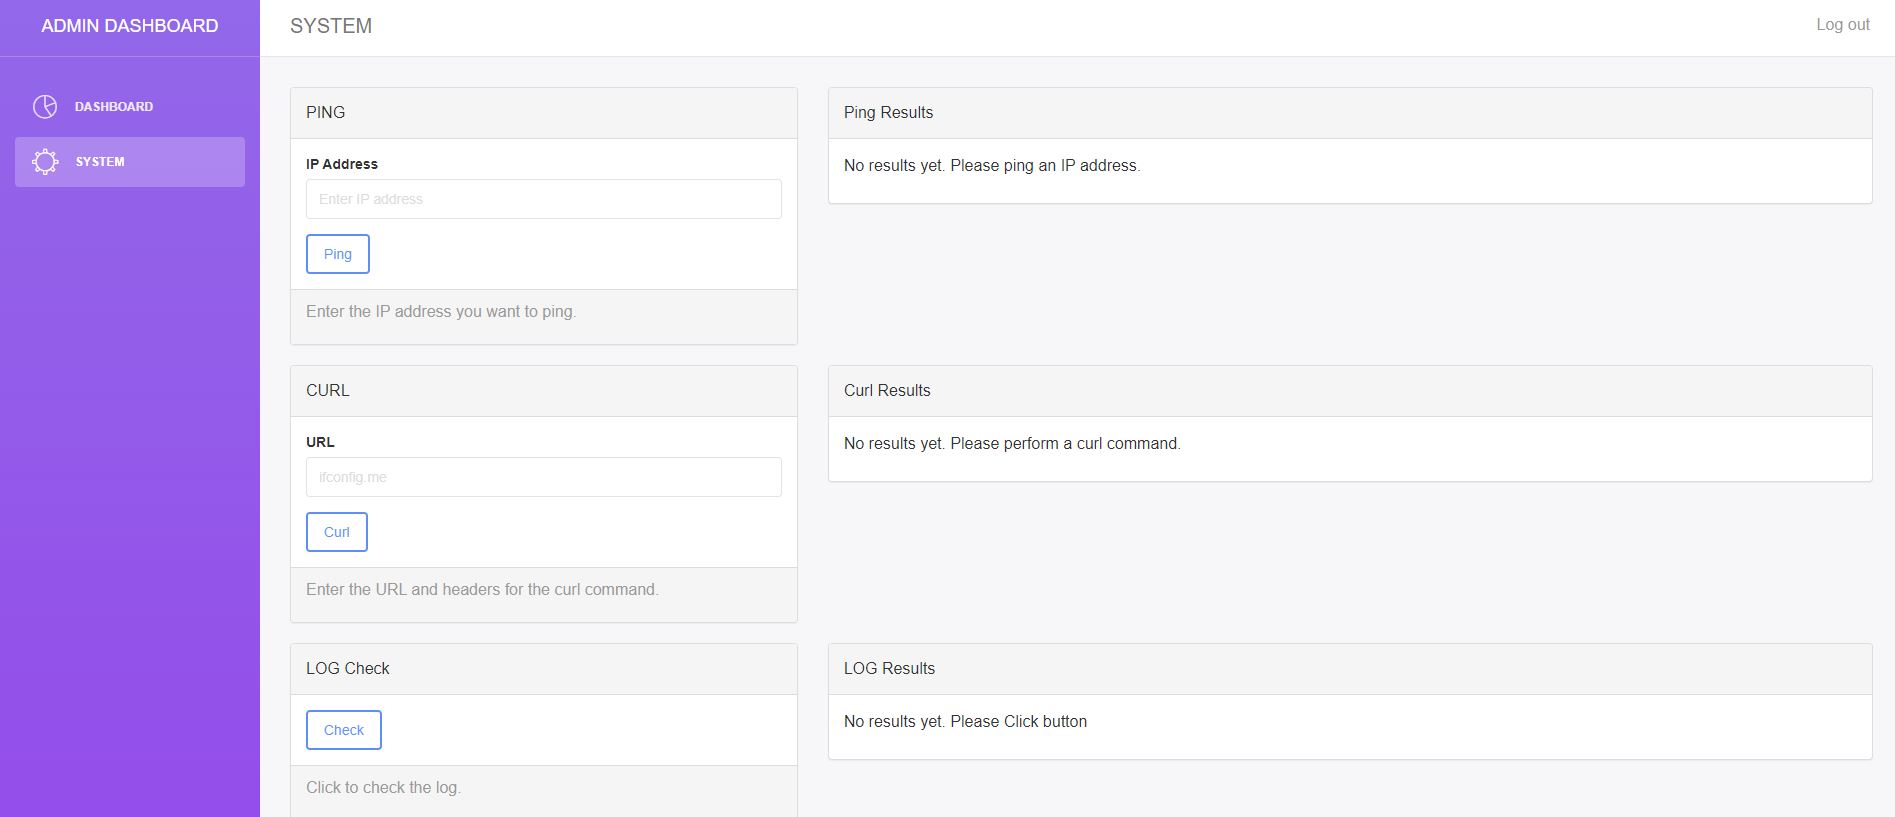 ADMIN DASHBOARD
DASHBOARD
SYSTEM
SYSTEM
Log out
PING
IP Address
Enter IP address
Ping
Enter the IP address you want to ping.
Ping Results
No results yet. Please ping an IP address.
CURL
URL
ifconfig.me
Curl
Enter the URL and headers for the curl command.
Curl Results
No results yet. Please perform a curl command.
LOG Check
Check
Click to check the log.
LOG Results
No results yet. Please Click button